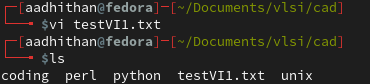 [aadhithan@fedora]—[~/Documents/vlsi/cad]
$vi testVI1.txt
[aadhithan@fedora]—[~/Documents/vlsi/cad]
$ls
coding perl python testVI1.txt unix